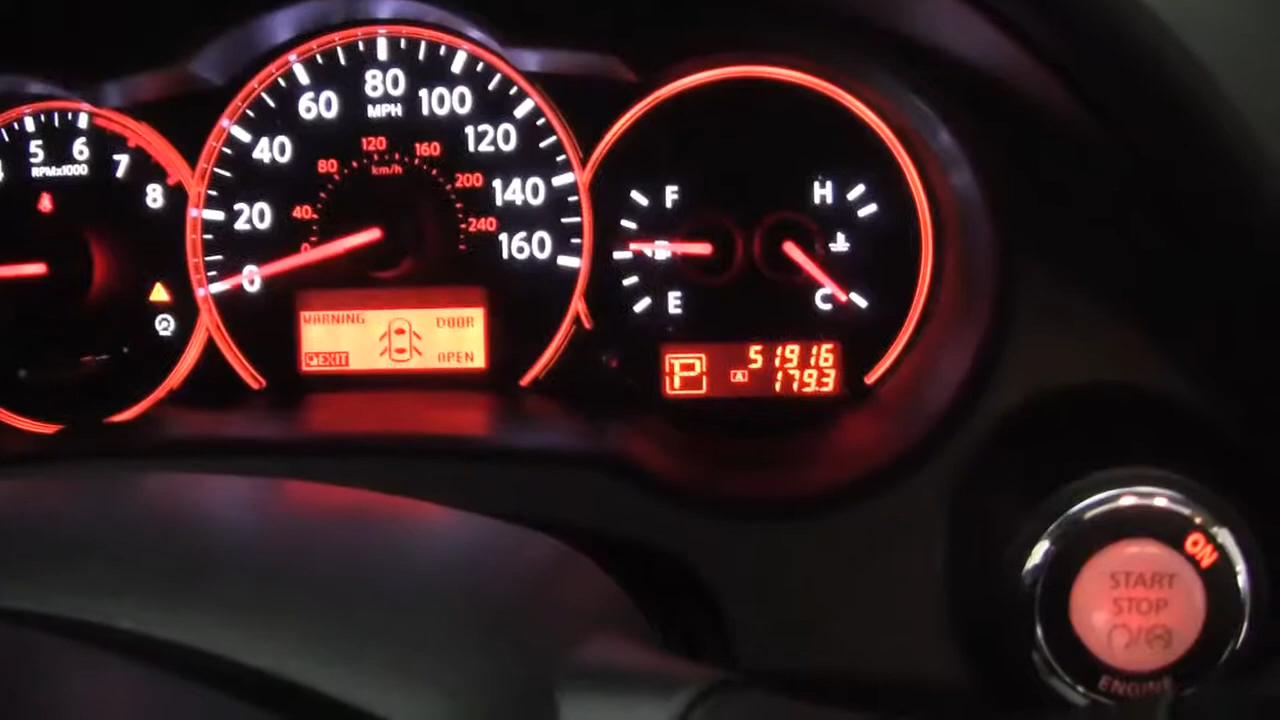 5 6 7 8
RPMx1000
0 20 40 60 80 100 120 140 160
MPH
40 80 120 160 200 240
km/h
WARNING DOOR
EXIT OPEN
F
E
H
C
P
51916
A 179.3
ON
START
STOP
ENGINE